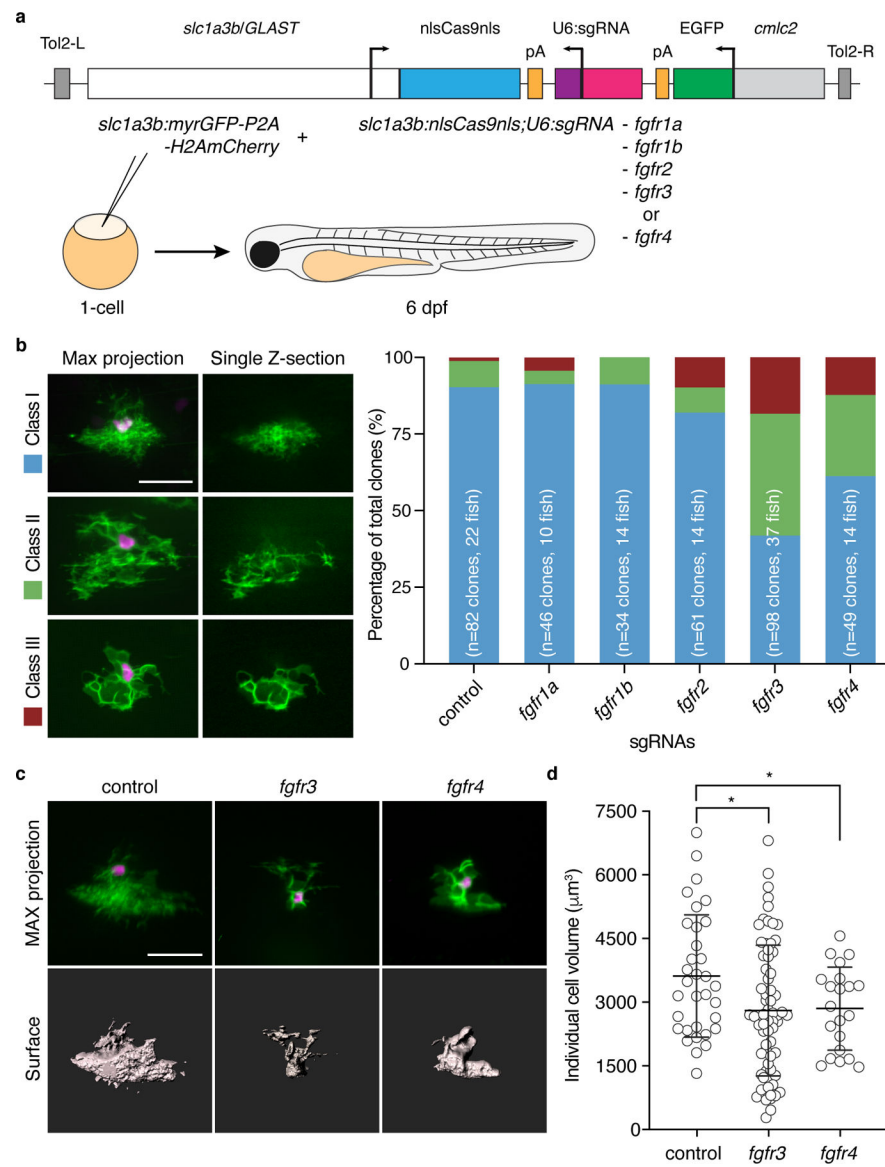 a
slc1a3b/GLAST
nlsCas9nls
U6:sgRNA
EGFP
cmlc2
Tol2-L
pA
pA
Tol2-R
slc1a3b:myrGFP-P2A
-H2AmCherry
+
slc1a3b:nlsCas9nls;U6:sgRNA
- fgfr1a
- fgfr1b
- fgfr2
- fgfr3
or
- fgfr4
1-cell
6 dpf
b
Max projection
Single Z-section
Class I
Class II
Class III
Percentage of total clones (%)
100
75
50
25
0
(n=82 clones, 22 fish)
(n=46 clones, 10 fish)
(n=34 clones, 14 fish)
(n=61 clones, 14 fish)
(n=98 clones, 37 fish)
(n=49 clones, 14 fish)
control
fgfr1a
fgfr1b
fgfr2
fgfr3
fgfr4
sgRNAs
c
control
fgfr3
fgfr4
MAX projection
Surface
d
*
*
Individual cell volume (μm³)
7500
6000
4500
3000
1500
0
control
fgfr3
fgfr4